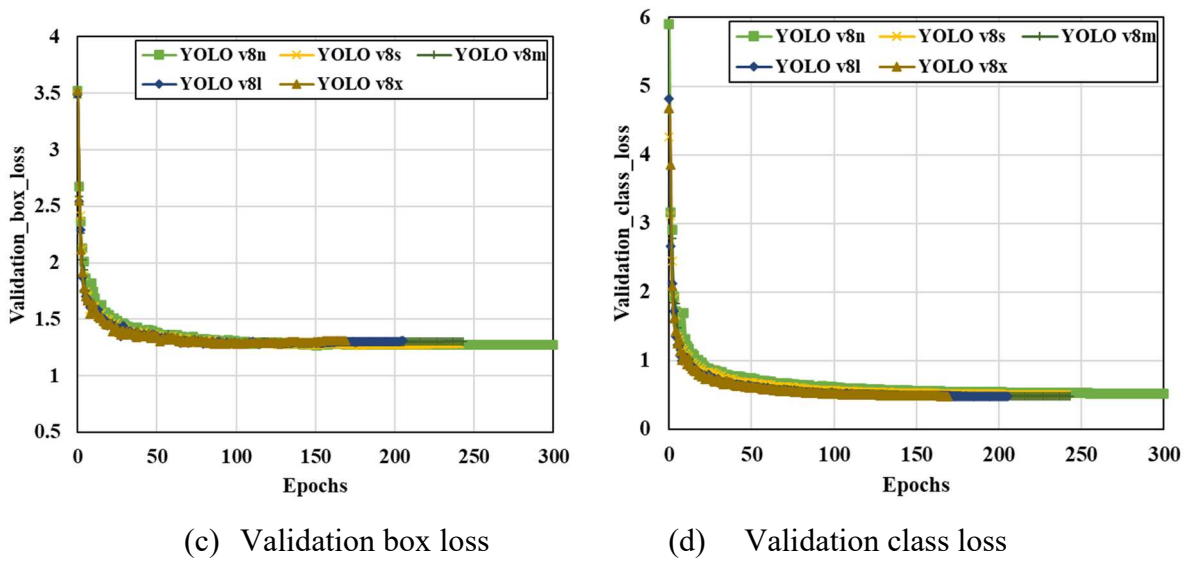 4
3.5
3
2.5
2
1.5
1
0.5
0 50 100 150 200 250 300
Validation_box_loss
Epochs
YOLO v8n YOLO v8s YOLO v8m
YOLO v8l YOLO v8x
(c) Validation box loss
6
5
4
3
2
1
0
0 50 100 150 200 250 300
Validation_class_loss
Epochs
YOLO v8n YOLO v8s YOLO v8m
YOLO v8l YOLO v8x
(d) Validation class loss